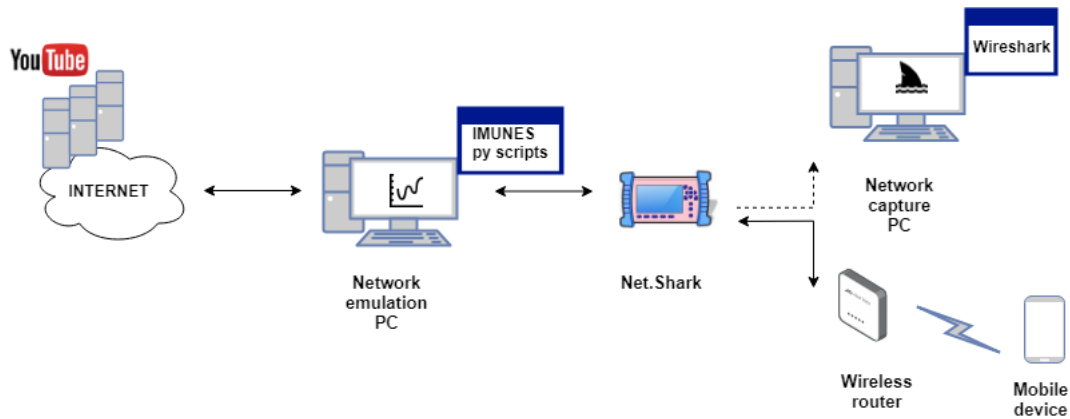 YouTube
INTERNET
IMUNES
py scripts
Network
emulation
PC
Net.Shark
Wireshark
Network
capture
PC
Wireless
router
Mobile
device